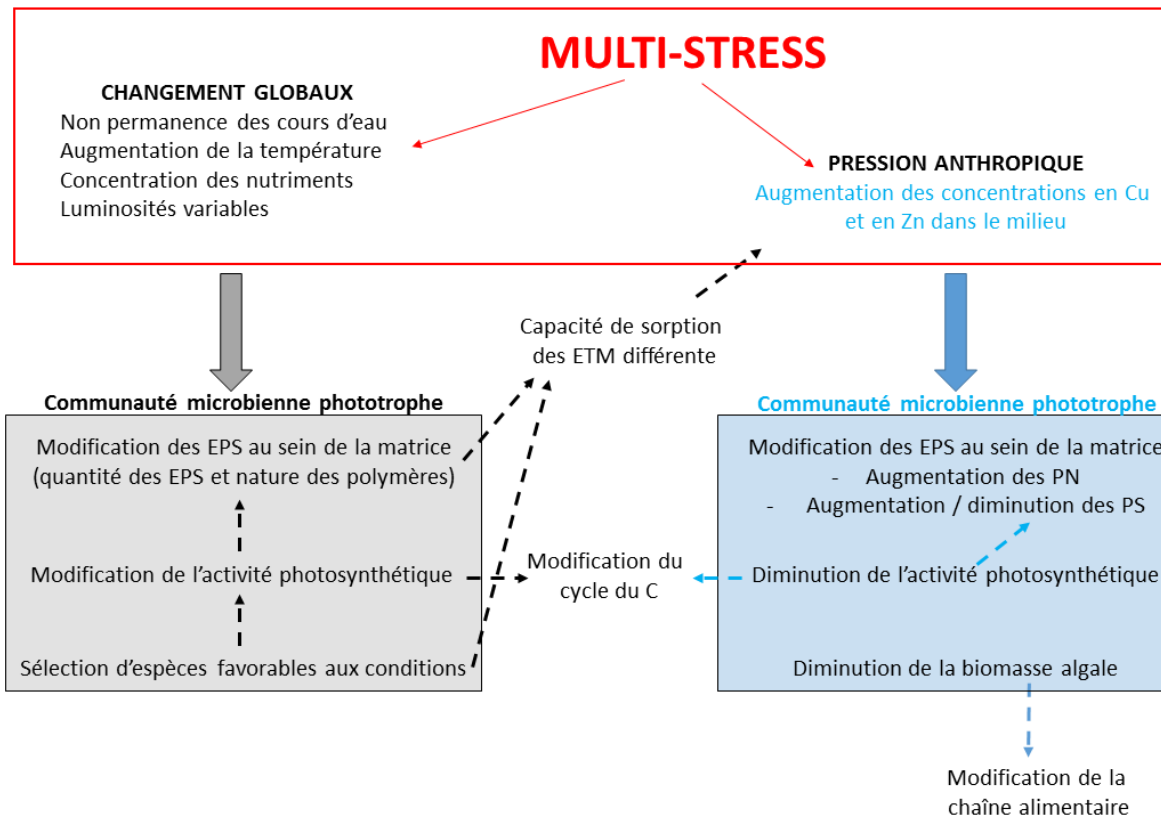 MULTI-STRESS
CHANGEMENT GLOBAUX
Non permanence des cours d’eau
Augmentation de la température
Concentration des nutriments
Luminosités variables
PRESSION ANTHROPIQUE
Augmentation des concentrations en Cu
et en Zn dans le milieu
Capacité de sorption
des ETM différente
Communauté microbienne phototrophe
Modification des EPS au sein de la matrice
(quantité des EPS et nature des polymères)
Modification de l’activité photosynthétique
Sélection d’espèces favorables aux conditions
Modification du
cycle du C
Communauté microbienne phototrophe
Modification des EPS au sein de la matrice
- Augmentation des PN
- Augmentation / diminution des PS
Diminution de l’activité photosynthétique
Diminution de la biomasse algale
Modification de la
chaîne alimentaire